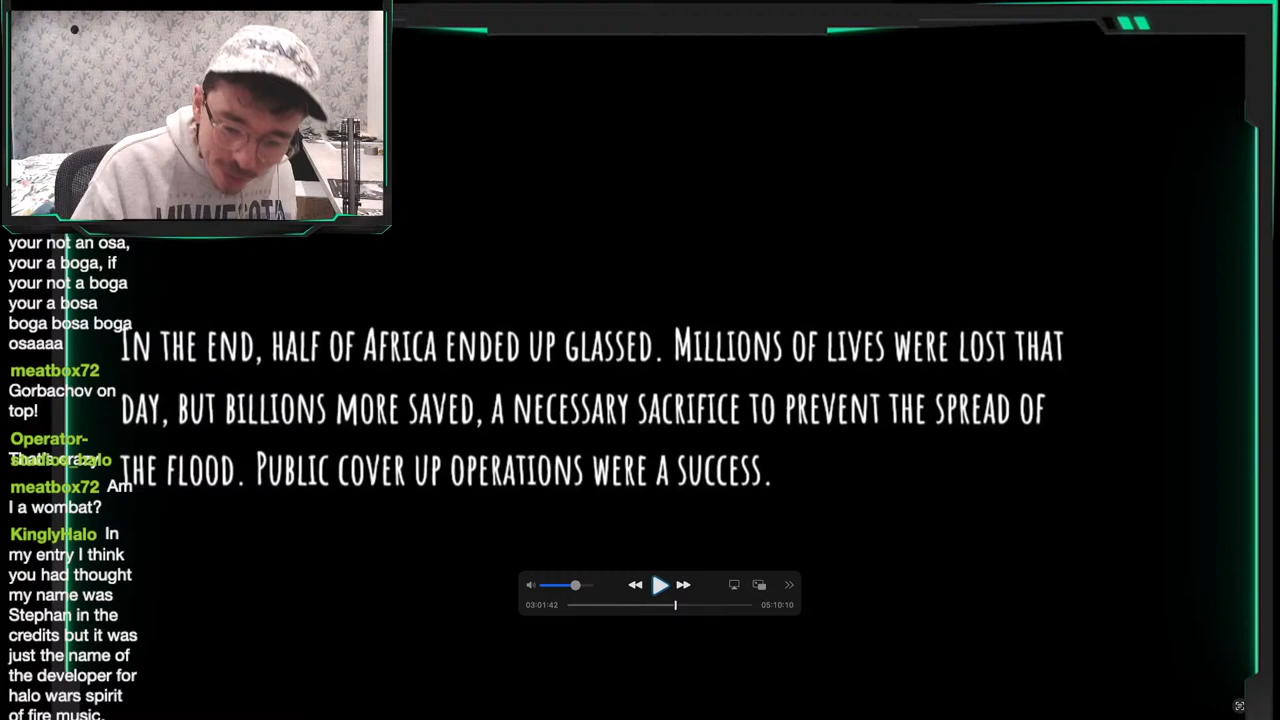 MINNESOTA
your not an osa,
your a boga, if
your not a boga
your a bosa
boga bosa boga
osaaaa
meatbox72
Gorbachov on
top!
Operator-
studios_halo
That's crazy
meatbox72 Am
I a wombat?
KinglyHalo In
my entry I think
you had thought
my name was
Stephan in the
credits but it was
just the name of
the developer for
halo wars spirit
of fire music.
In the end, half of Africa ended up glassed. Millions of lives were lost that
day, but billions more saved, a necessary sacrifice to prevent the spread of
the flood. Public cover up operations were a success.
03:01:42
05:10:10